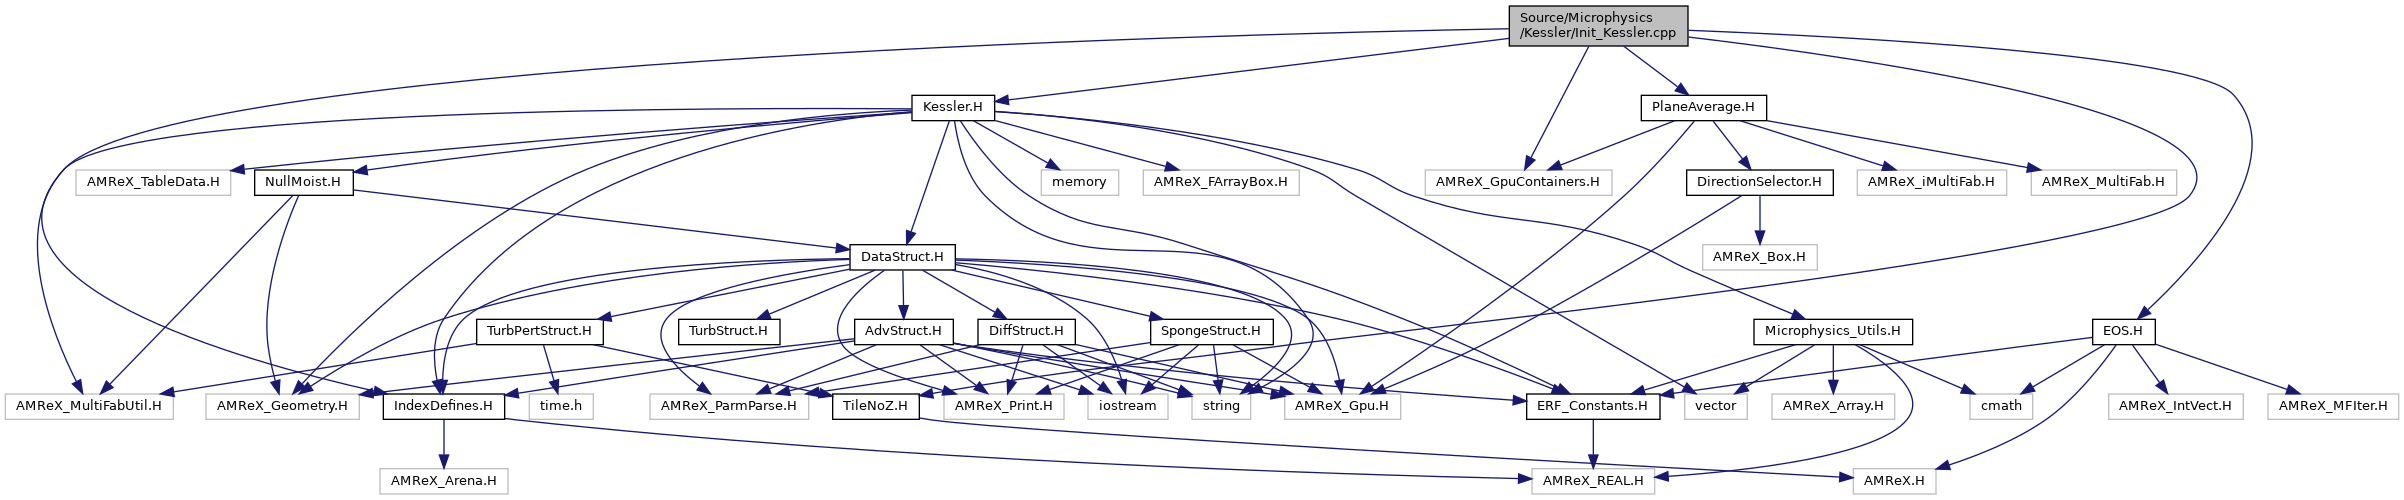 Source/Microphysics
/Kessler/Init_Kessler.cpp
Kessler.H
PlaneAverage.H
AMReX_TableData.H
NullMoist.H
memory
AMReX_FArrayBox.H
AMReX_GpuContainers.H
DirectionSelector.H
AMReX_iMultiFab.H
AMReX_MultiFab.H
DataStruct.H
AMReX_Box.H
TurbPertStruct.H
TurbStruct.H
AdvStruct.H
DiffStruct.H
SpongeStruct.H
Microphysics_Utils.H
EOS.H
AMReX_MultiFabUtil.H
AMReX_Geometry.H
IndexDefines.H
time.h
AMReX_ParmParse.H
TileNoZ.H
AMReX_Print.H
iostream
string
AMReX_Gpu.H
ERF_Constants.H
vector
AMReX_Array.H
cmath
AMReX_IntVect.H
AMReX_MFIter.H
AMReX_Arena.H
AMReX_REAL.H
AMReX.H